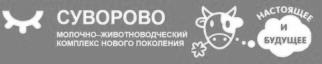 СУВОРОВО
МОЛОЧНО-ЖИВОТНОВОДЧЕСКИЙ
КОМПЛЕКС НОВОГО ПОКОЛЕНИЯ
НАСТОЯЩЕЕ
И
БУДУЩЕЕ